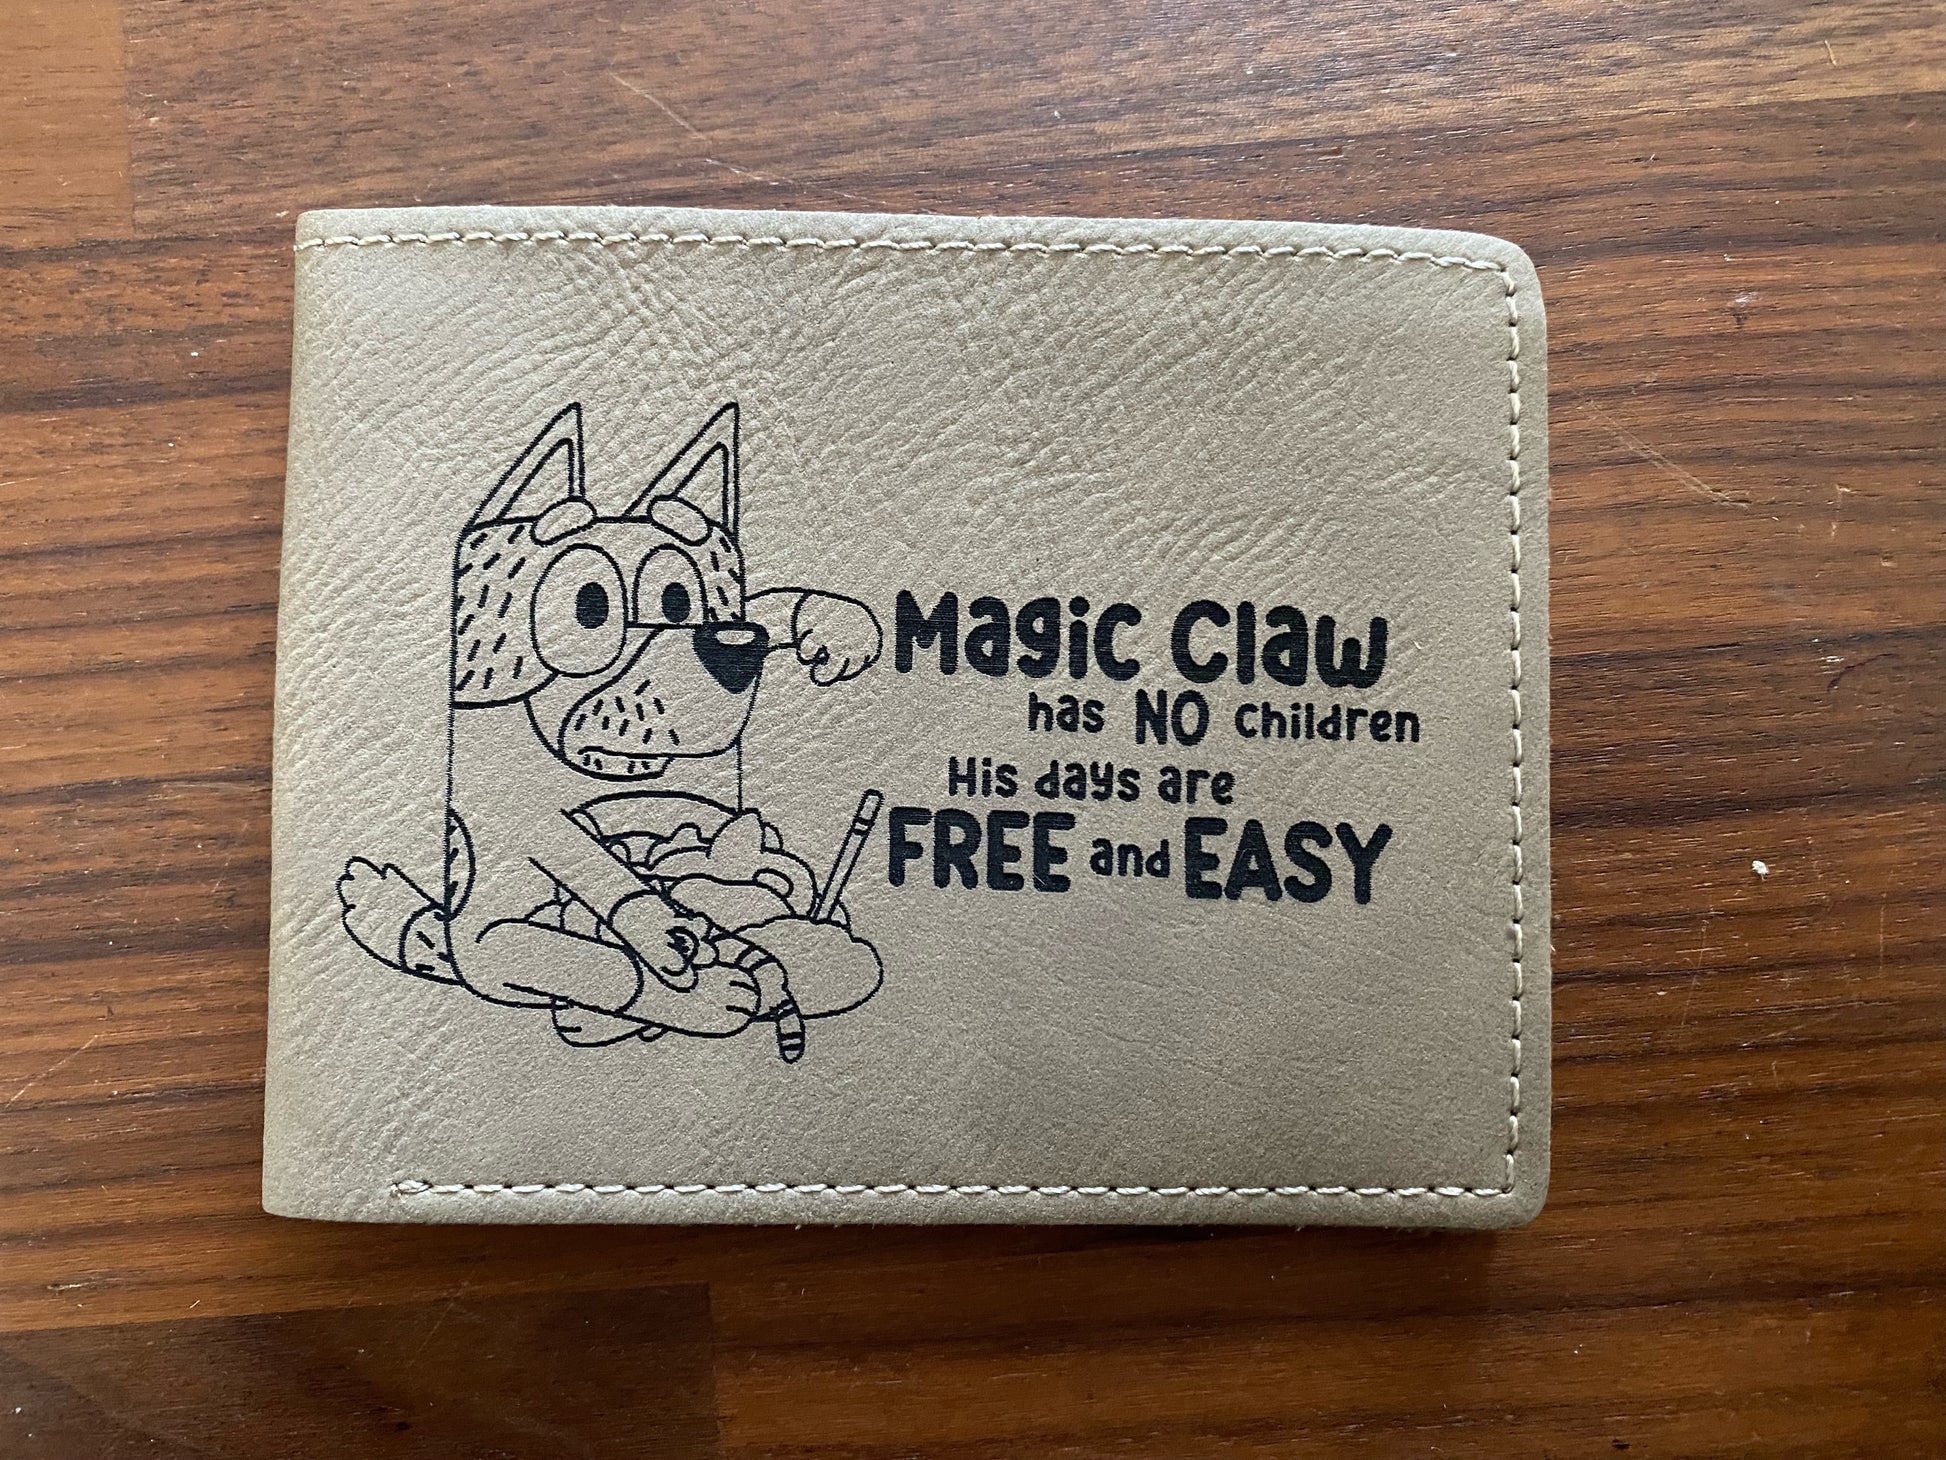 Magic Claw
has NO children
His days are
FREE and EASY